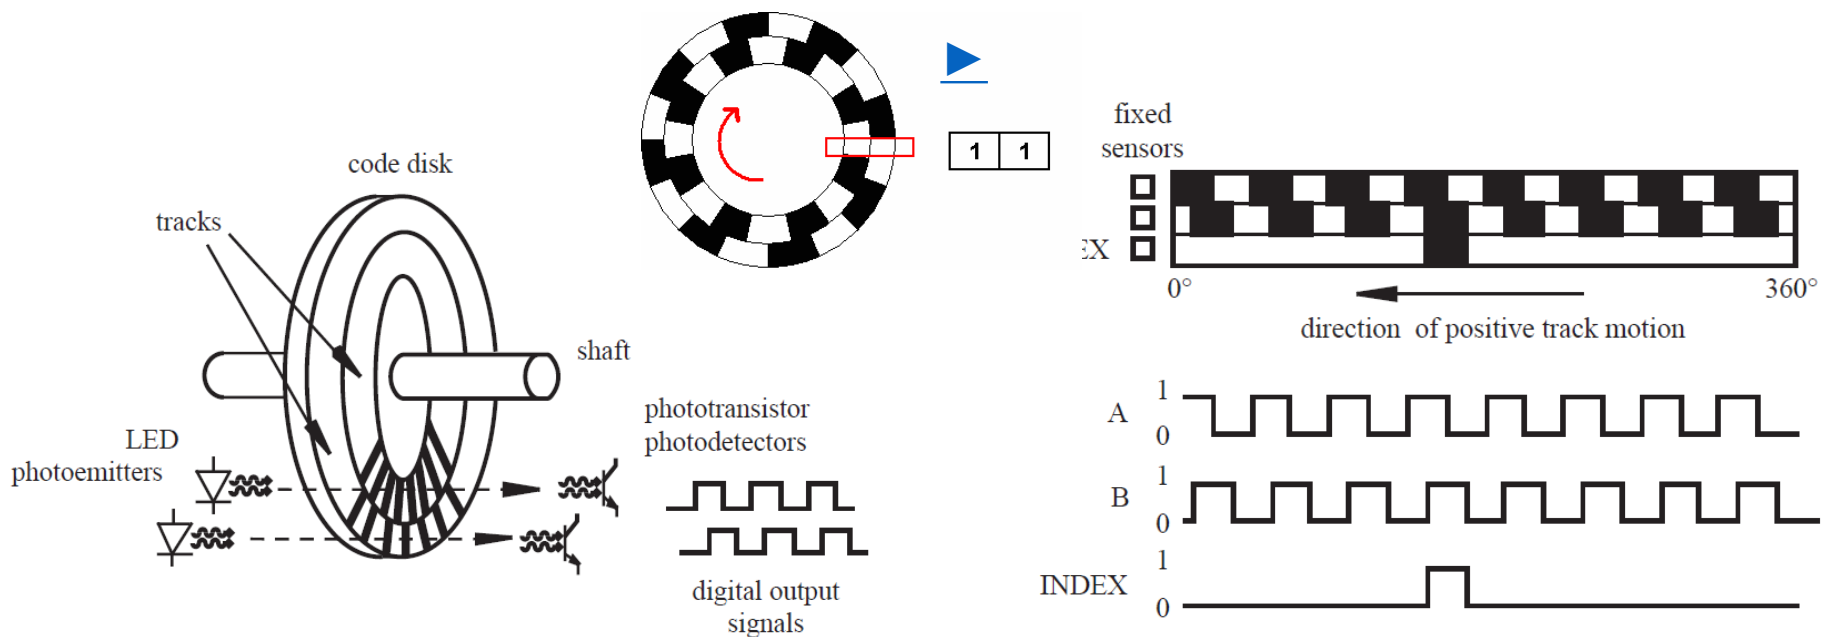 code disk
tracks
shaft
LED
photoemitters
phototransistor
photodetectors
digital output
signals
1 1
fixed
sensors
EX
0° 360°
direction of positive track motion
1
A
0
1
B
0
1
INDEX
0